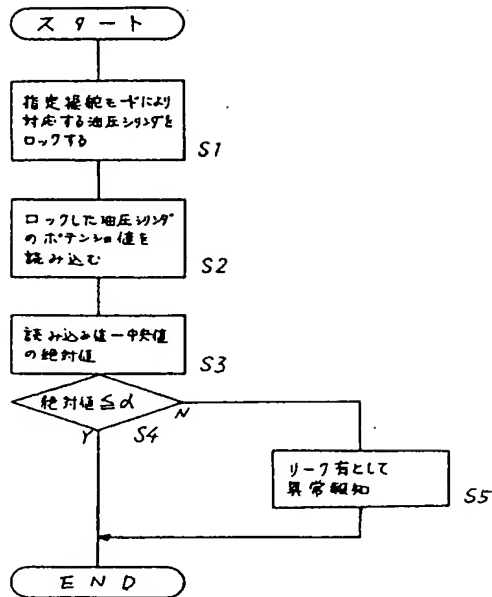 スタート
指定操舵モードにより
対応する油圧シリンダを
ロックする
S1
ロックした油圧シリンダ
のポテンショ値を
読み込む
S2
読み込み値ー中央値
の絶対値
S3
絶対値≦α
N
Y
S4
リーク有として
異常報知
S5
END